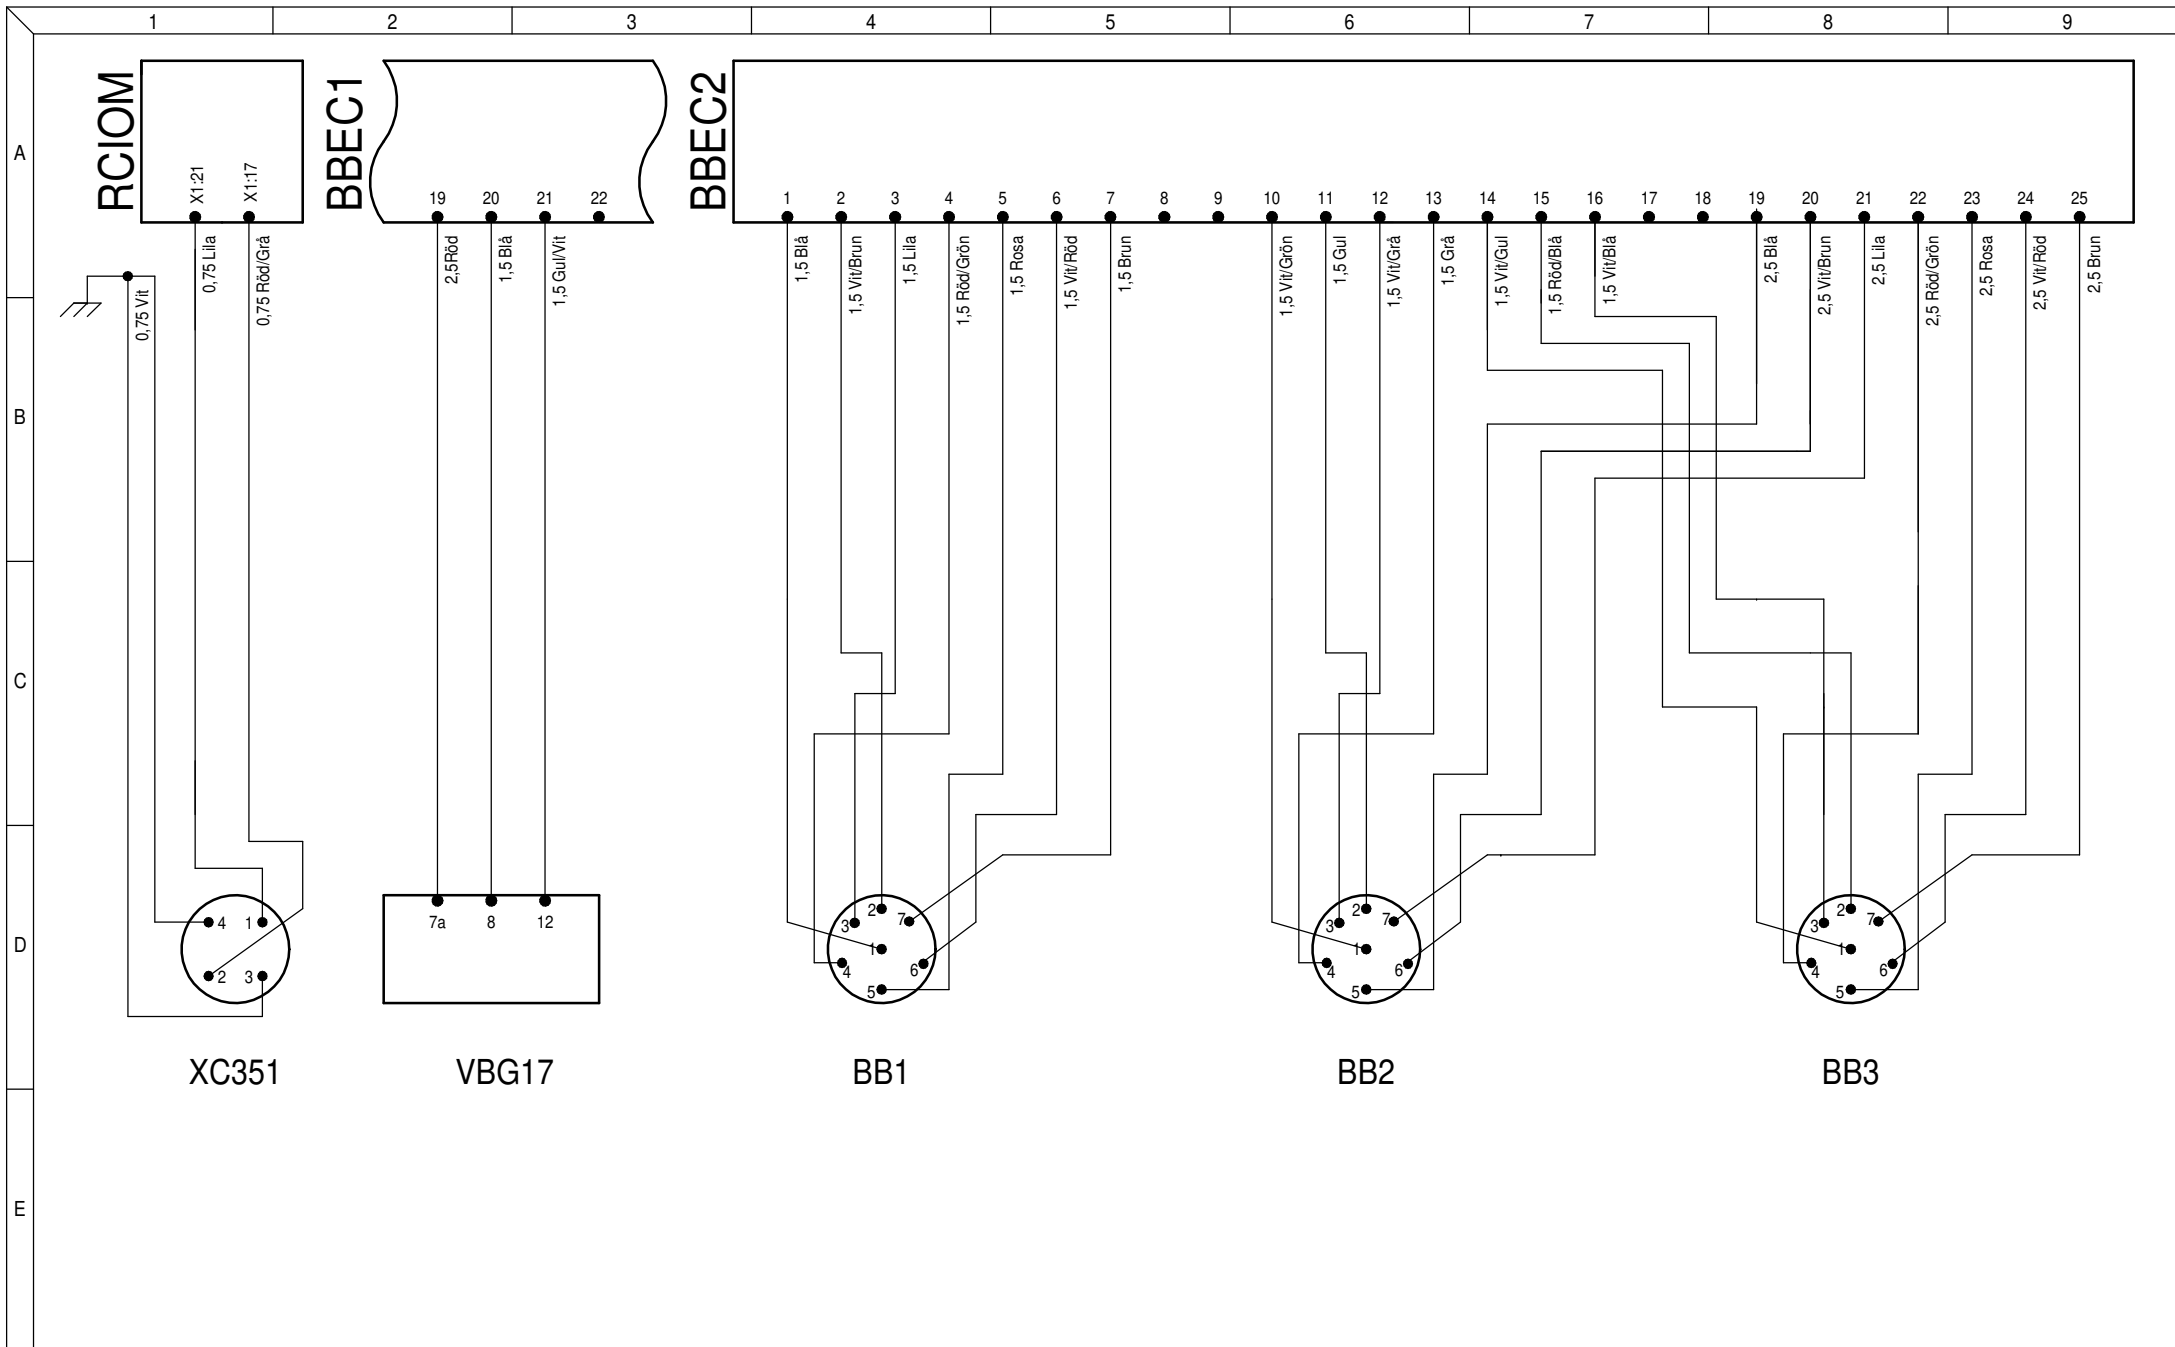 1 2 3 4 5 6 7 8 9
A
B
C
D
E
RCIOM
X1:21
X1:17
BBEC1
19 20 21 22
BBEC2
1 2 3 4 5 6 7 8 9 10 11 12 13 14 15 16 17 18 19 20 21 22 23 24 25
0,75 Vit
0,75 Lila
0,75 Röd/Grå
2,5Röd
1,5 Blå
1,5 Gul/Vit
1,5 Blå
1,5 Vit/Brun
1,5 Lila
1,5 Röd/Grön
1,5 Rosa
1,5 Vit/Röd
1,5 Brun
1,5 Vit/Grön
1,5 Gul
1,5 Vit/Grå
1,5 Grå
1,5 Vit/Gul
1,5 Röd/Blå
1,5 Vit/Blå
2,5 Blå
2,5 Vit/Brun
2,5 Lila
2,5 Röd/Grön
2,5 Rosa
2,5 Vit/Röd
2,5 Brun
4 1
2 3
7a 8 12
2
3 7
1
4 6
5
2
3 7
1
4 6
5
2
3 7
1
4 6
5
XC351 VBG17 BB1 BB2 BB3